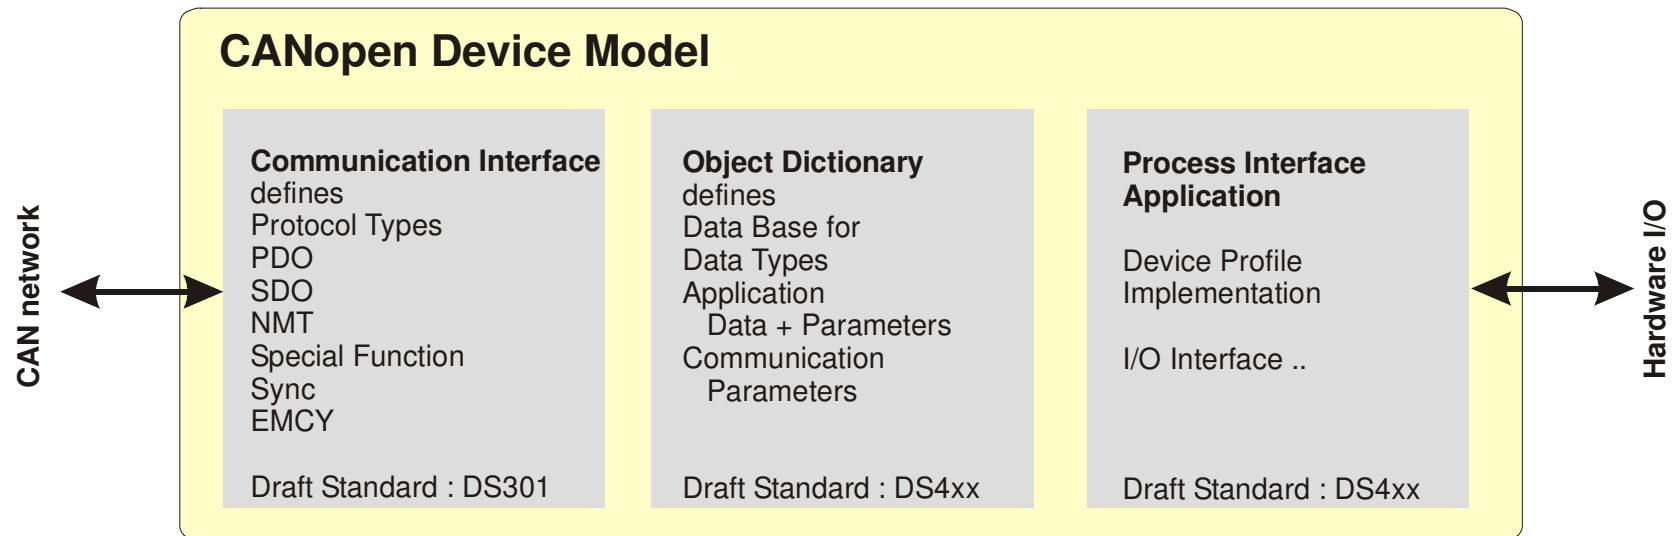 CANopen Device Model
CAN network
Communication Interface
defines
Protocol Types
PDO
SDO
NMT
Special Function
Sync
EMCY
Draft Standard : DS301
Object Dictionary
defines
Data Base for
Data Types
Application
Data + Parameters
Communication
Parameters
Draft Standard : DS4xx
Process Interface
Application
Device Profile
Implementation
I/O Interface ..
Draft Standard : DS4xx
Hardware I/O